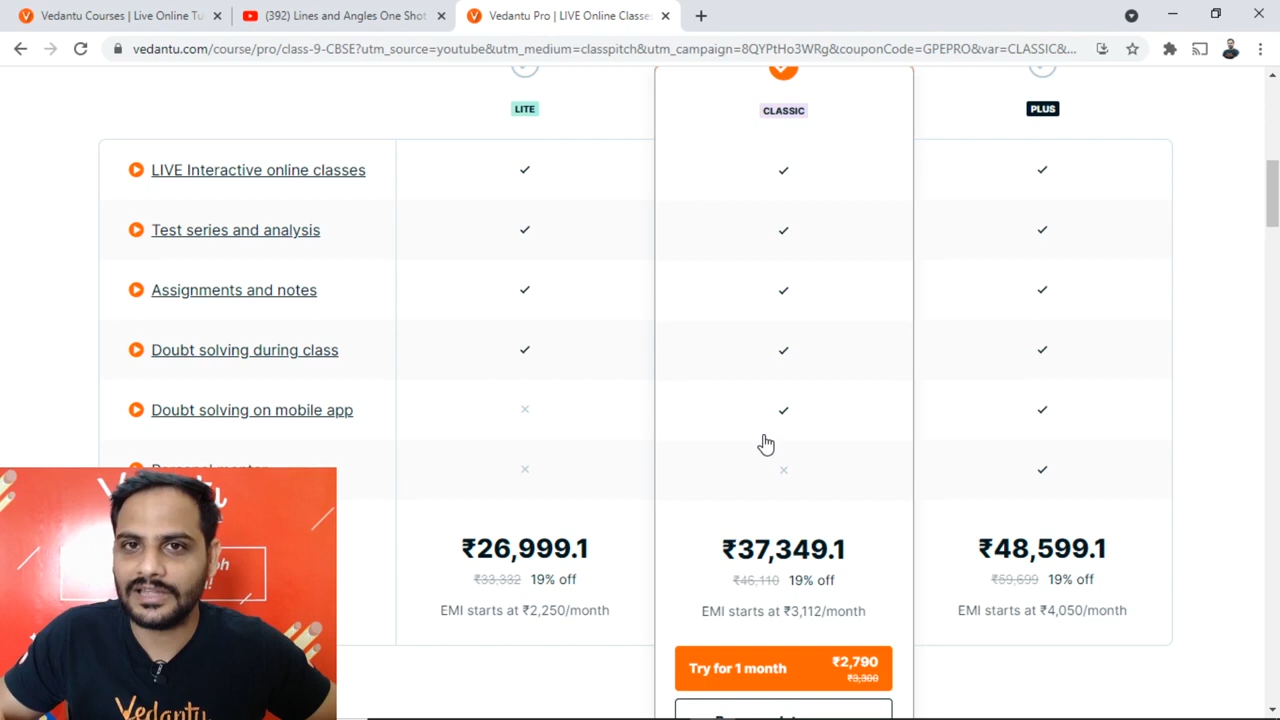 Vedantu Courses | Live Online Tu
(392) Lines and Angles One Shot
Vedantu Pro | LIVE Online Classes
vedantu.com/course/pro/class-9-CBSE?utm_source=youtube&utm_medium=classpitch&utm_campaign=8QYPtHo3WRg&couponCode=GPEPRO&var=CLASSIC&...
LITE
CLASSIC
PLUS
LIVE Interactive online classes
Test series and analysis
Assignments and notes
Doubt solving during class
Doubt solving on mobile app
Personal mentor
₹26,999.1
₹33,332 19% off
EMI starts at ₹2,250/month
₹37,349.1
₹46,110 19% off
EMI starts at ₹3,112/month
₹48,599.1
₹59,699 19% off
EMI starts at ₹4,050/month
Try for 1 month
₹2,790
₹3,300
Vedantu